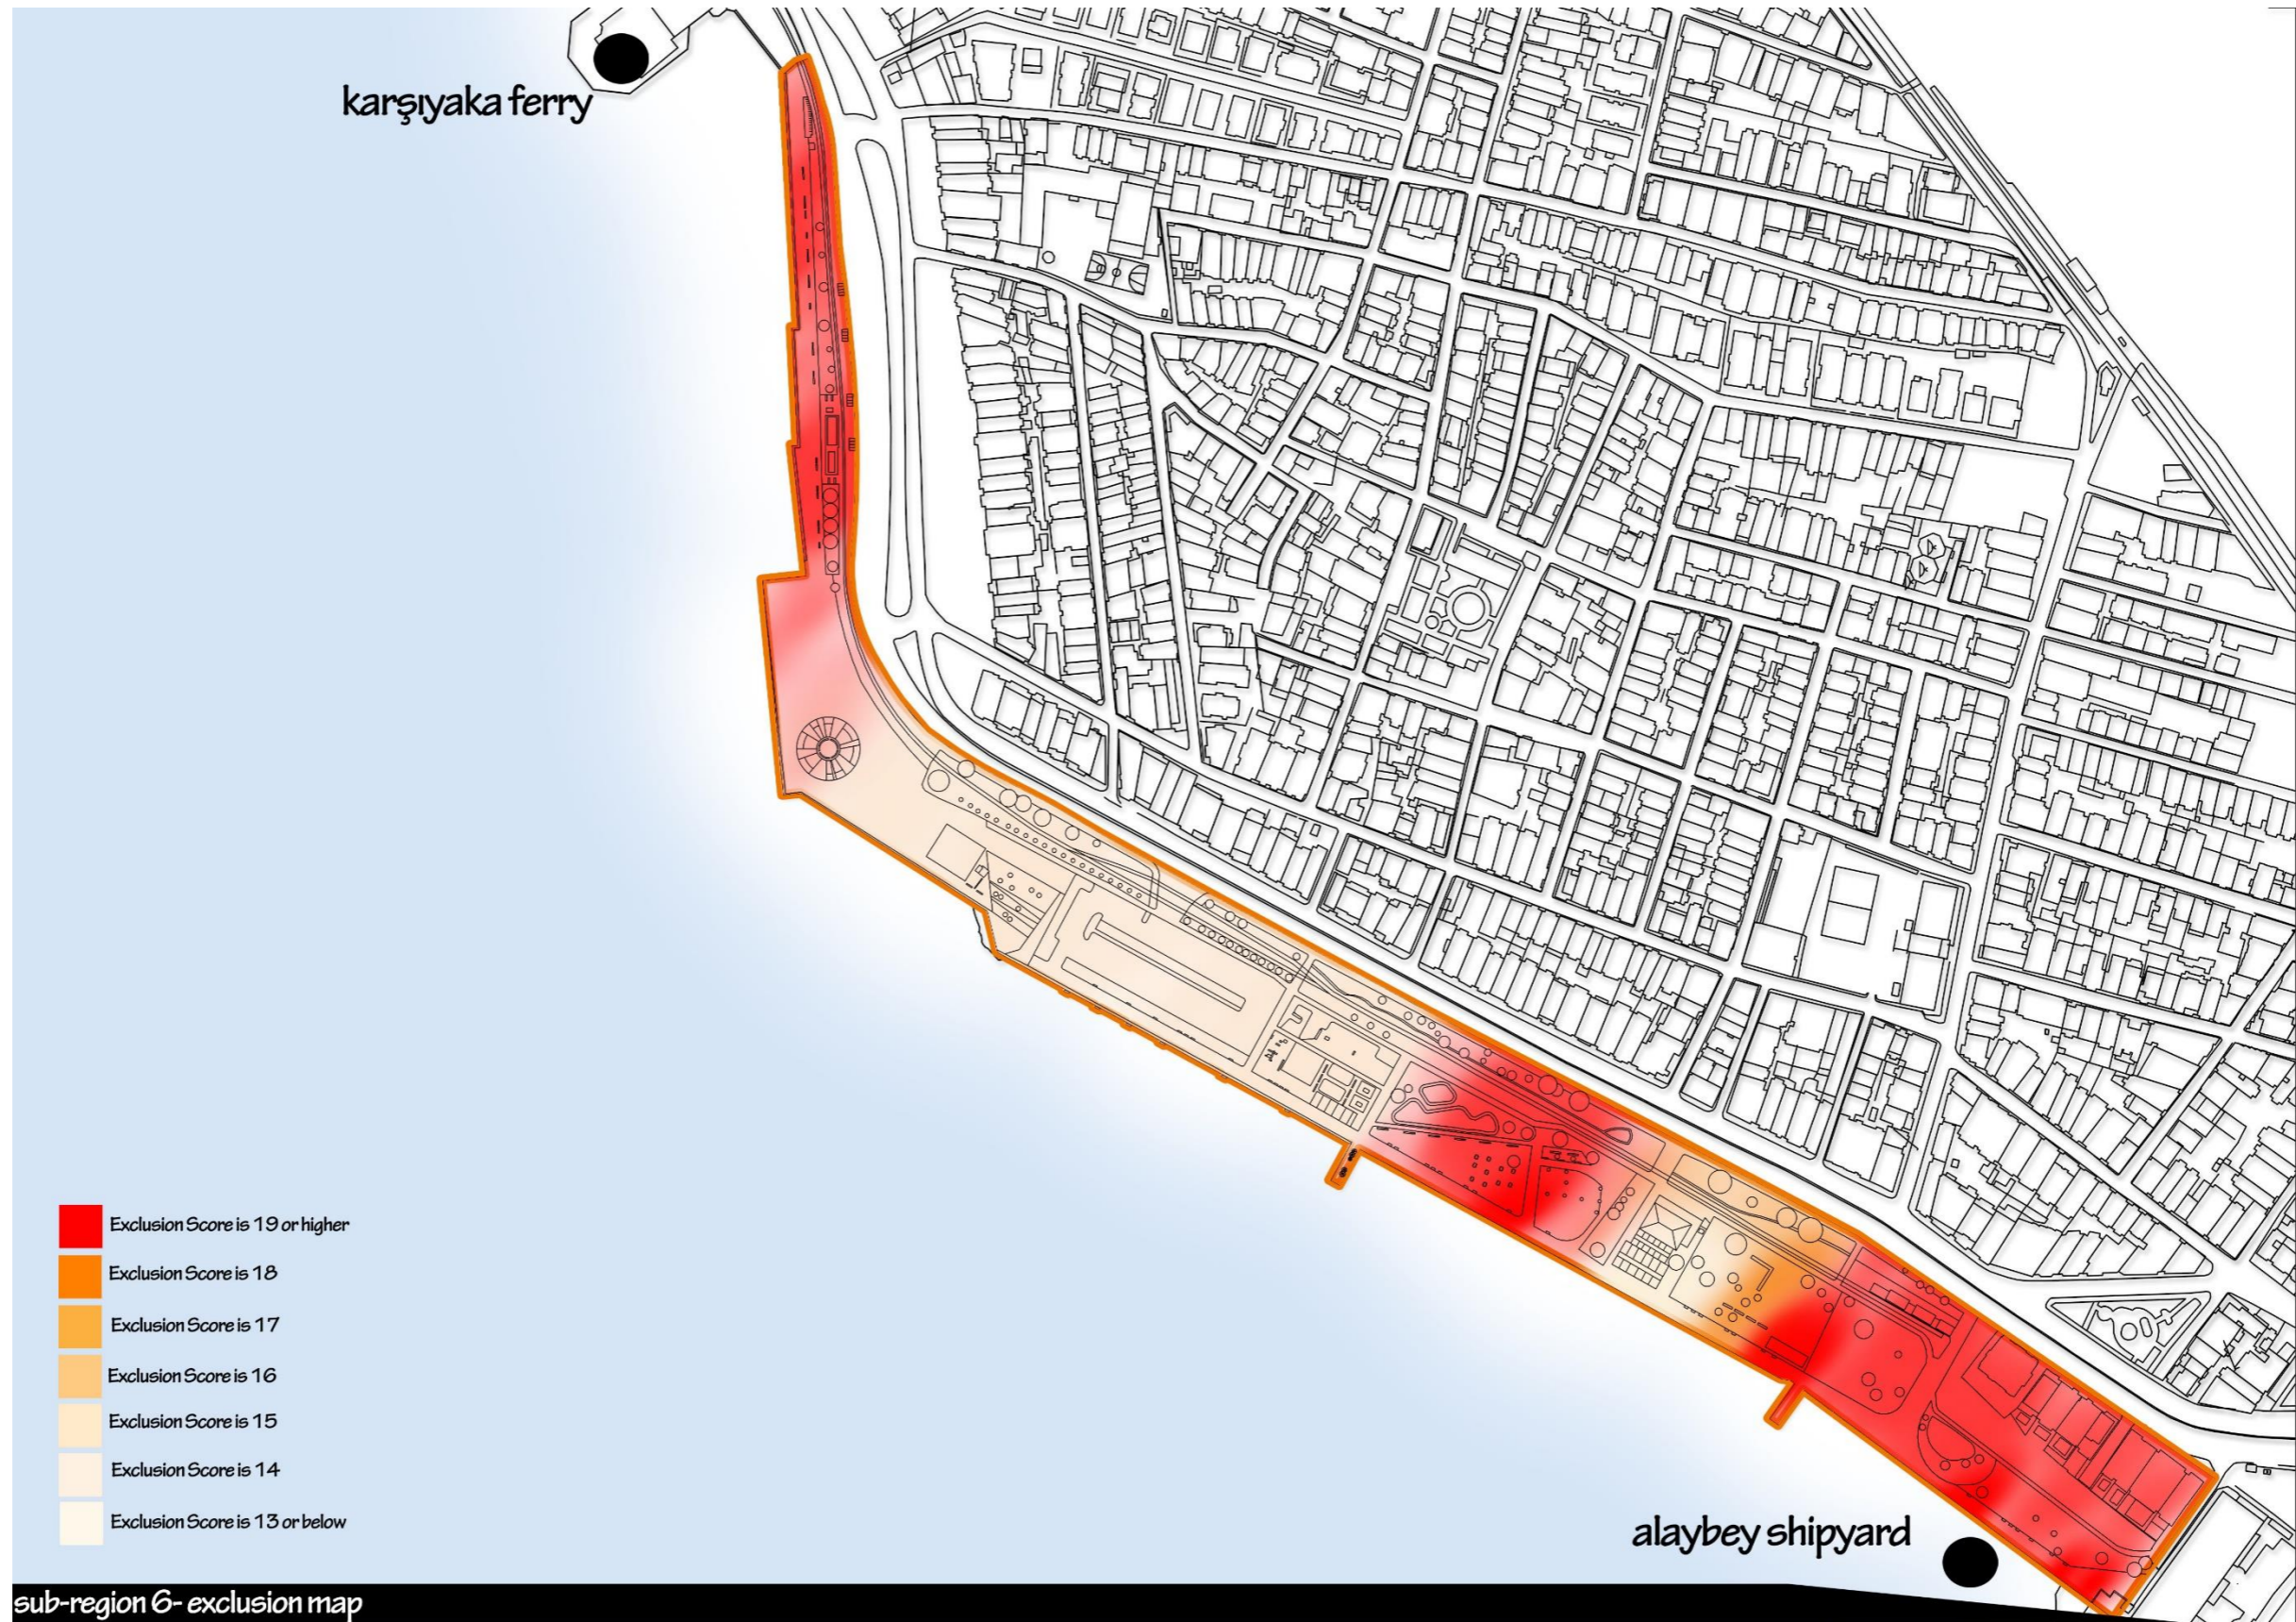 karşıyaka ferry
Exclusion Score is 19 or higher
Exclusion Score is 18
Exclusion Score is 17
Exclusion Score is 16
Exclusion Score is 15
Exclusion Score is 14
Exclusion Score is 13 or below
alaybey shipyard
sub-region 6- exclusion map